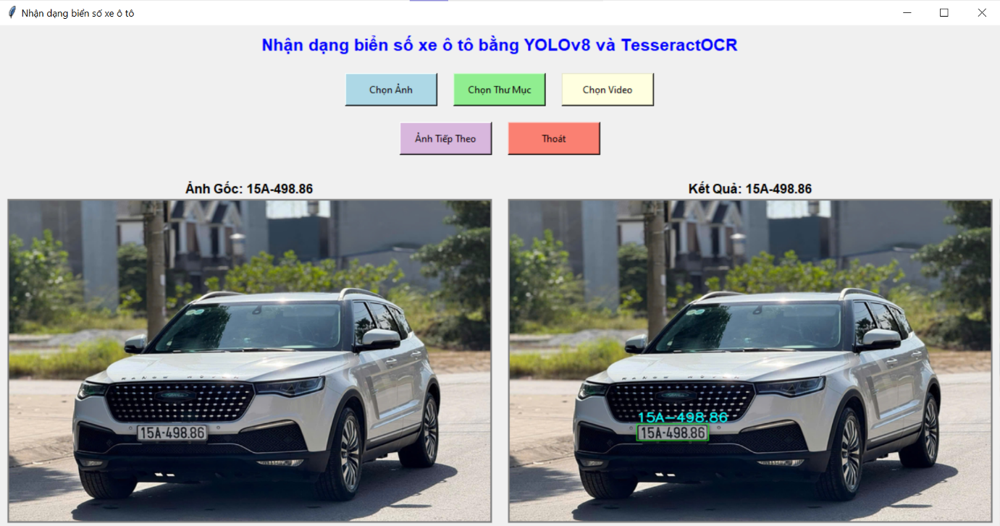 Nhận dạng biển số xe ô tô
Nhận dạng biển số xe ô tô bằng YOLOv8 và TesseractOCR
Chọn Ảnh
Chọn Thư Mục
Chọn Video
Ảnh Tiếp Theo
Thoát
Ảnh Gốc: 15A-498.86
Kết Quả: 15A-498.86
15A-498.86
15A-498.86
15A-498.86